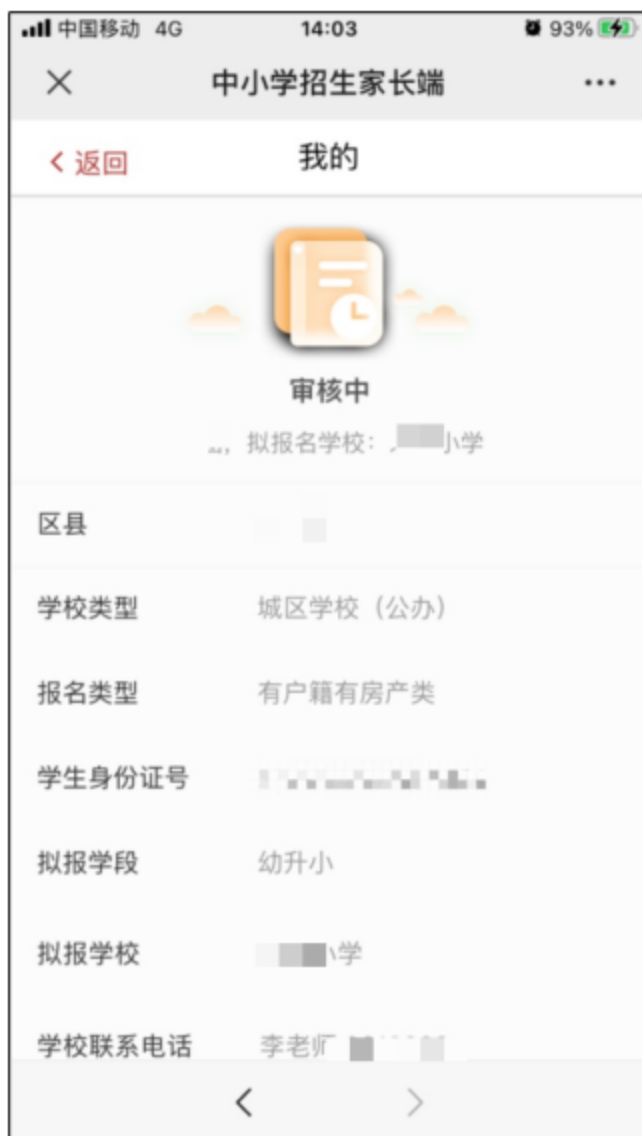 中国移动 4G 14:03 93%
中小学招生家长端
返回 我的
审核中
拟报名学校： 小学
区县
学校类型 城区学校（公办）
报名类型 有户籍有房产类
学生身份证号
拟报学段 幼升小
拟报学校 学
学校联系电话 李老师